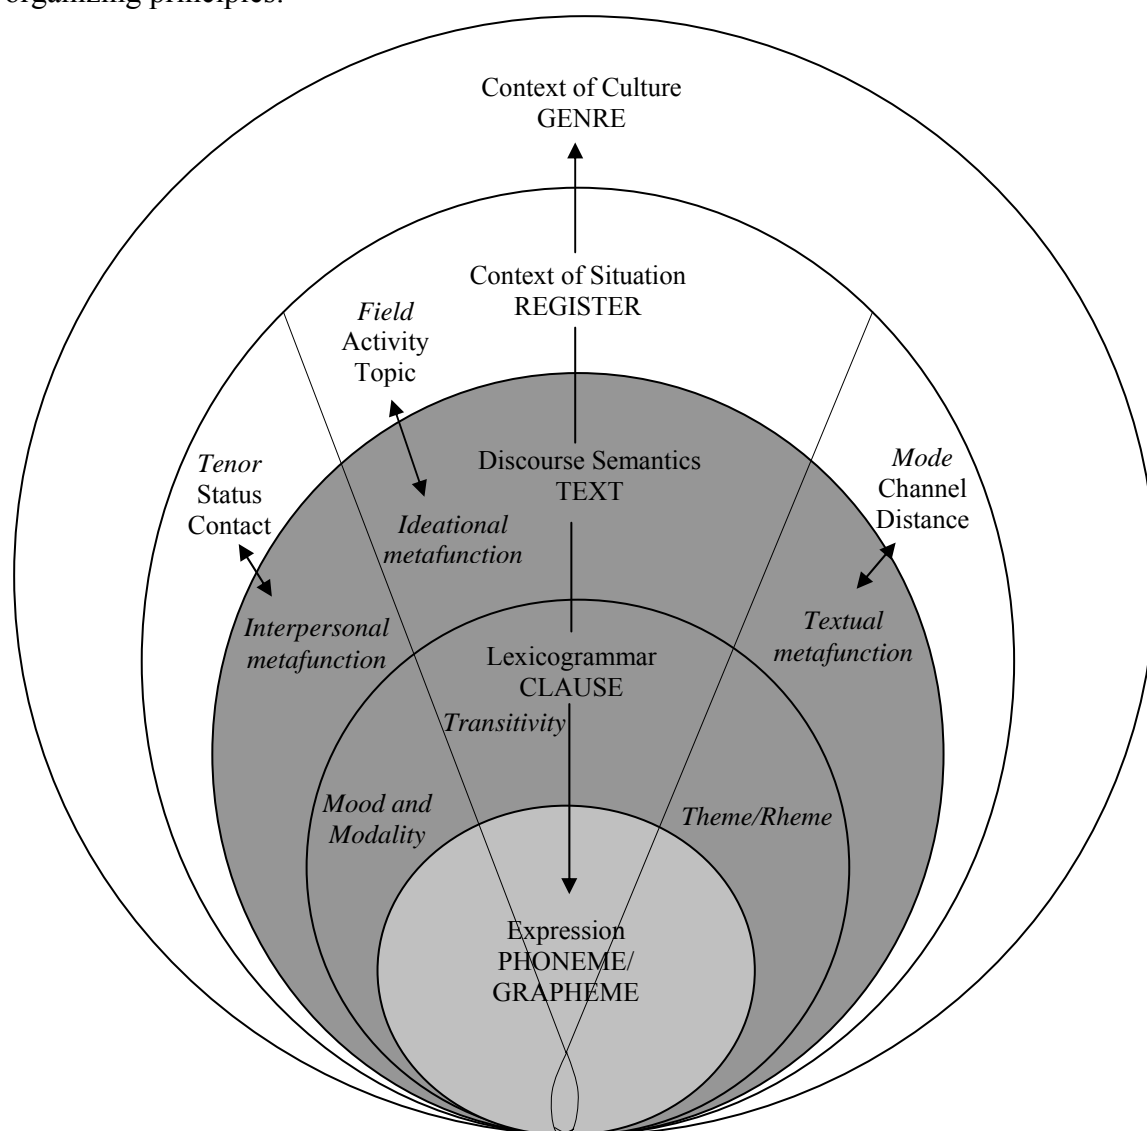 organizing principles.
Context of Culture
GENRE
Context of Situation
REGISTER
Field
Activity
Topic
Tenor
Status
Contact
Mode
Channel
Distance
Discourse Semantics
TEXT
Ideational
metafunction
Interpersonal
metafunction
Textual
metafunction
Lexicogrammar
CLAUSE
Transitivity
Mood and
Modality
Theme/Rheme
Expression
PHONEME/
GRAPHEME